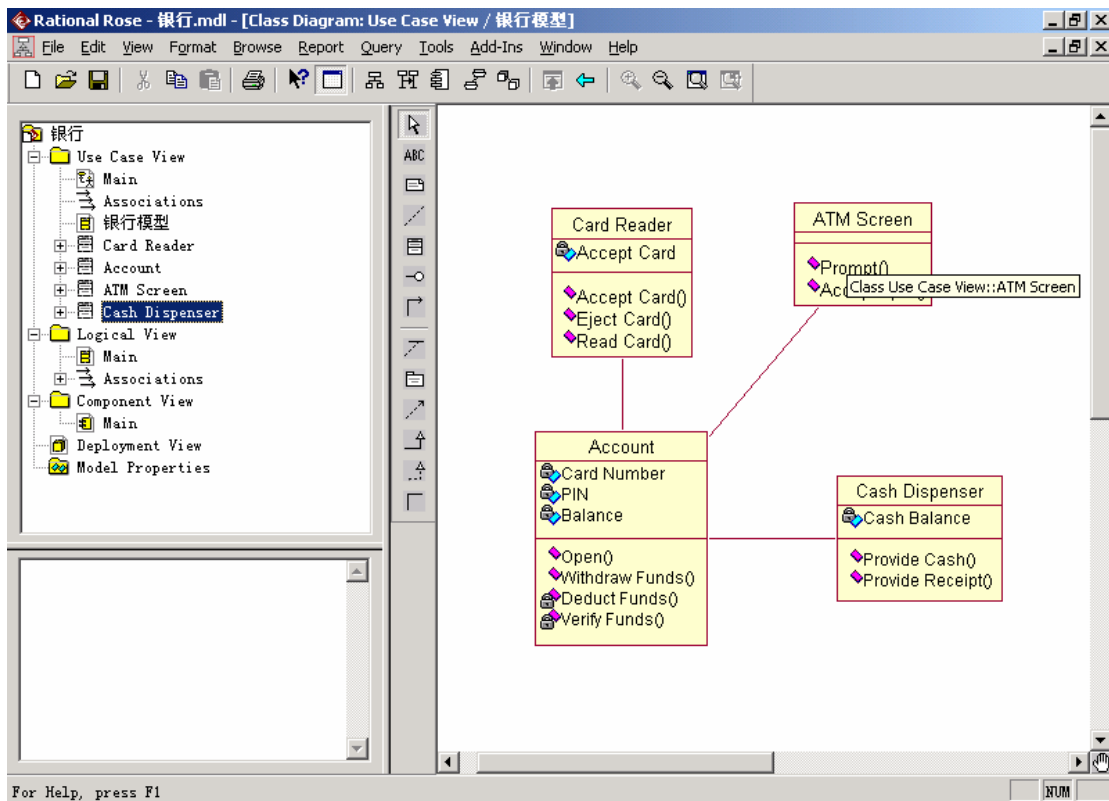 Rational Rose - 银行.mdl - [Class Diagram: Use Case View / 银行模型]
File Edit View Format Browse Report Query Tools Add-Ins Window Help
银行
Use Case View
Main
Associations
银行模型
Card Reader
Account
ATM Screen
Cash Dispenser
Logical View
Main
Associations
Component View
Main
Deployment View
Model Properties
ABC
Card Reader
Accept Card
Accept Card()
Eject Card()
Read Card()
ATM Screen
Prompt()
Class Use Case View::ATM Screen
Account
Card Number
PIN
Balance
Open()
Withdraw Funds()
Deduct Funds()
Verify Funds()
Cash Dispenser
Cash Balance
Provide Cash()
Provide Receipt()
For Help, press F1
NUM